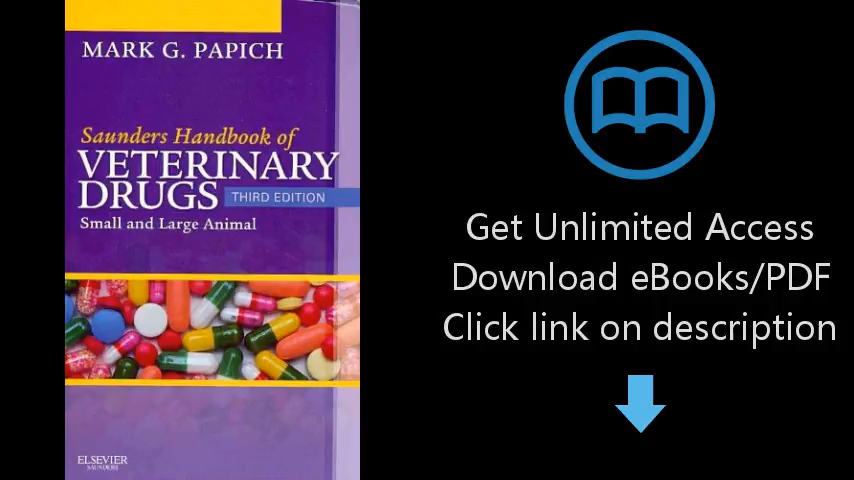 MARK G. PAPICH
Saunders Handbook of
VETERINARY
DRUGS THIRD EDITION
Small and Large Animal
ELSEVIER
SAUNDERS
Get Unlimited Access
Download eBooks/PDF
Click link on description